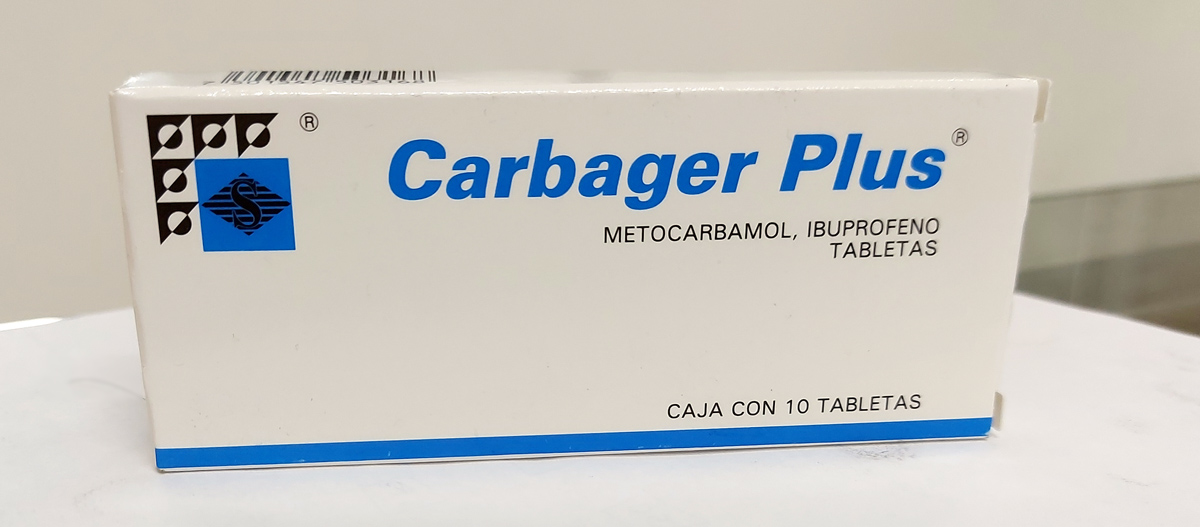 ®
Carbager Plus®
METOCARBAMOL, IBUPROFENO
TABLETAS
S
CAJA CON 10 TABLETAS